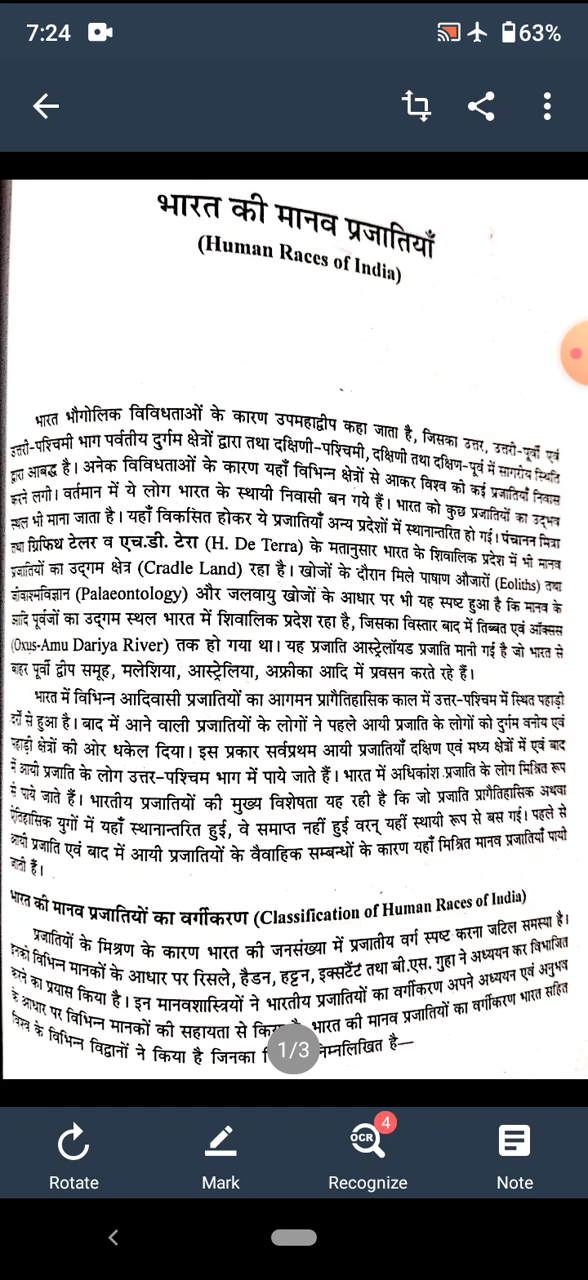 7:24
63%
भारत की मानव प्रजातियाँ
(Human Races of India)
भारत भौगोलिक विविधताओं के कारण उपमहाद्वीप कहा जाता है, जिसका उत्तर, उत्तरी-पूर्वी एवं
उत्तरी-पश्चिमी भाग पर्वतीय दुर्गम क्षेत्रों द्वारा तथा दक्षिणी-पश्चिमी, दक्षिणी तथा दक्षिण-पूर्व में सागरीय स्थिति
द्वारा आबद्ध है। अनेक विविधताओं के कारण यहाँ विभिन्न क्षेत्रों से आकर विश्व की कई प्रजातियाँ निवास
करने लगी। वर्तमान में ये लोग भारत के स्थायी निवासी बन गये हैं। भारत को कुछ प्रजातियों का उद्भव
स्थल भी माना जाता है। यहाँ विकसित होकर ये प्रजातियाँ अन्य प्रदेशों में स्थानान्तरित हो गई। पंचानन मित्रा
तथा ग्रिफिथ टेलर व एच.डी. टेरा (H. De Terra) के मतानुसार भारत के शिवालिक प्रदेश में भी मानव
प्रजातियों का उद्गम क्षेत्र (Cradle Land) रहा है। खोजों के दौरान मिले पाषाण औजारों (Eoliths) तथा
जीवाश्मविज्ञान (Palaeontology) और जलवायु खोजों के आधार पर भी यह स्पष्ट हुआ है कि मानव के
आदि पूर्वजों का उद्गम स्थल भारत में शिवालिक प्रदेश रहा है, जिसका विस्तार बाद में तिब्बत एवं ऑक्सस
(Oxus-Amu Dariya River) तक हो गया था। यह प्रजाति आस्ट्रेलॉयड प्रजाति मानी गई है जो भारत से
बाहर पूर्वी द्वीप समूह, मलेशिया, आस्ट्रेलिया, अफ्रीका आदि में प्रवसन करते रहे हैं।
भारत में विभिन्न आदिवासी प्रजातियों का आगमन प्रागैतिहासिक काल में उत्तर-पश्चिम में स्थित पहाड़ी
दर्रों से हुआ है। बाद में आने वाली प्रजातियों के लोगों ने पहले आयी प्रजाति के लोगों को दुर्गम वनीय एवं
पहाड़ी क्षेत्रों की ओर धकेल दिया। इस प्रकार सर्वप्रथम आयी प्रजातियाँ दक्षिण एवं मध्य क्षेत्रों में एवं बाद
में आयी प्रजाति के लोग उत्तर-पश्चिम भाग में पाये जाते हैं। भारत में अधिकांश प्रजाति के लोग मिश्रित रूप
से पाये जाते हैं। भारतीय प्रजातियों की मुख्य विशेषता यह रही है कि जो प्रजाति प्रागैतिहासिक अथवा
ऐतिहासिक युगों में यहाँ स्थानान्तरित हुई, वे समाप्त नहीं हुई वरन् यहीं स्थायी रूप से बस गई। पहले से
आयी प्रजाति एवं बाद में आयी प्रजातियों के वैवाहिक सम्बन्धों के कारण यहाँ मिश्रित मानव प्रजातियाँ पायी
जाती हैं।
भारत की मानव प्रजातियों का वर्गीकरण (Classification of Human Races of India)
प्रजातियों के मिश्रण के कारण भारत की जनसंख्या में प्रजातीय वर्ग स्पष्ट करना जटिल समस्या है।
इनको विभिन्न मानकों के आधार पर रिसले, हैडन, हट्टन, इक्सटैंट तथा बी.एस. गुहा ने अध्ययन कर विभाजित
करने का प्रयास किया है। इन मानवशास्त्रियों ने भारतीय प्रजातियों का वर्गीकरण अपने अध्ययन एवं अनुभव
के आधार पर विभिन्न मानकों की सहायता से भारत की मानव प्रजातियों का वर्गीकरण भारत सहित
विश्व के विभिन्न विद्वानों ने किया है जिनका निम्नलिखित है—
1/3
4
OCR
Rotate
Mark
Recognize
Note